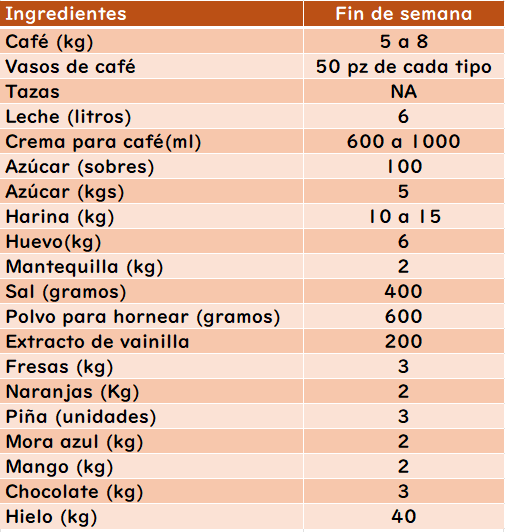 Ingredientes Fin de semana
Café (kg) 5 a 8
Vasos de café 50 pz de cada tipo
Tazas NA
Leche (litros) 6
Crema para café(ml) 600 a 1000
Azúcar (sobres) 100
Azúcar (kgs) 5
Harina (kg) 10 a 15
Huevo(kg) 6
Mantequilla (kg) 2
Sal (gramos) 400
Polvo para hornear (gramos) 600
Extracto de vainilla 200
Fresas (kg) 3
Naranjas (Kg) 2
Piña (unidades) 3
Mora azul (kg) 2
Mango (kg) 2
Chocolate (kg) 3
Hielo (kg) 40